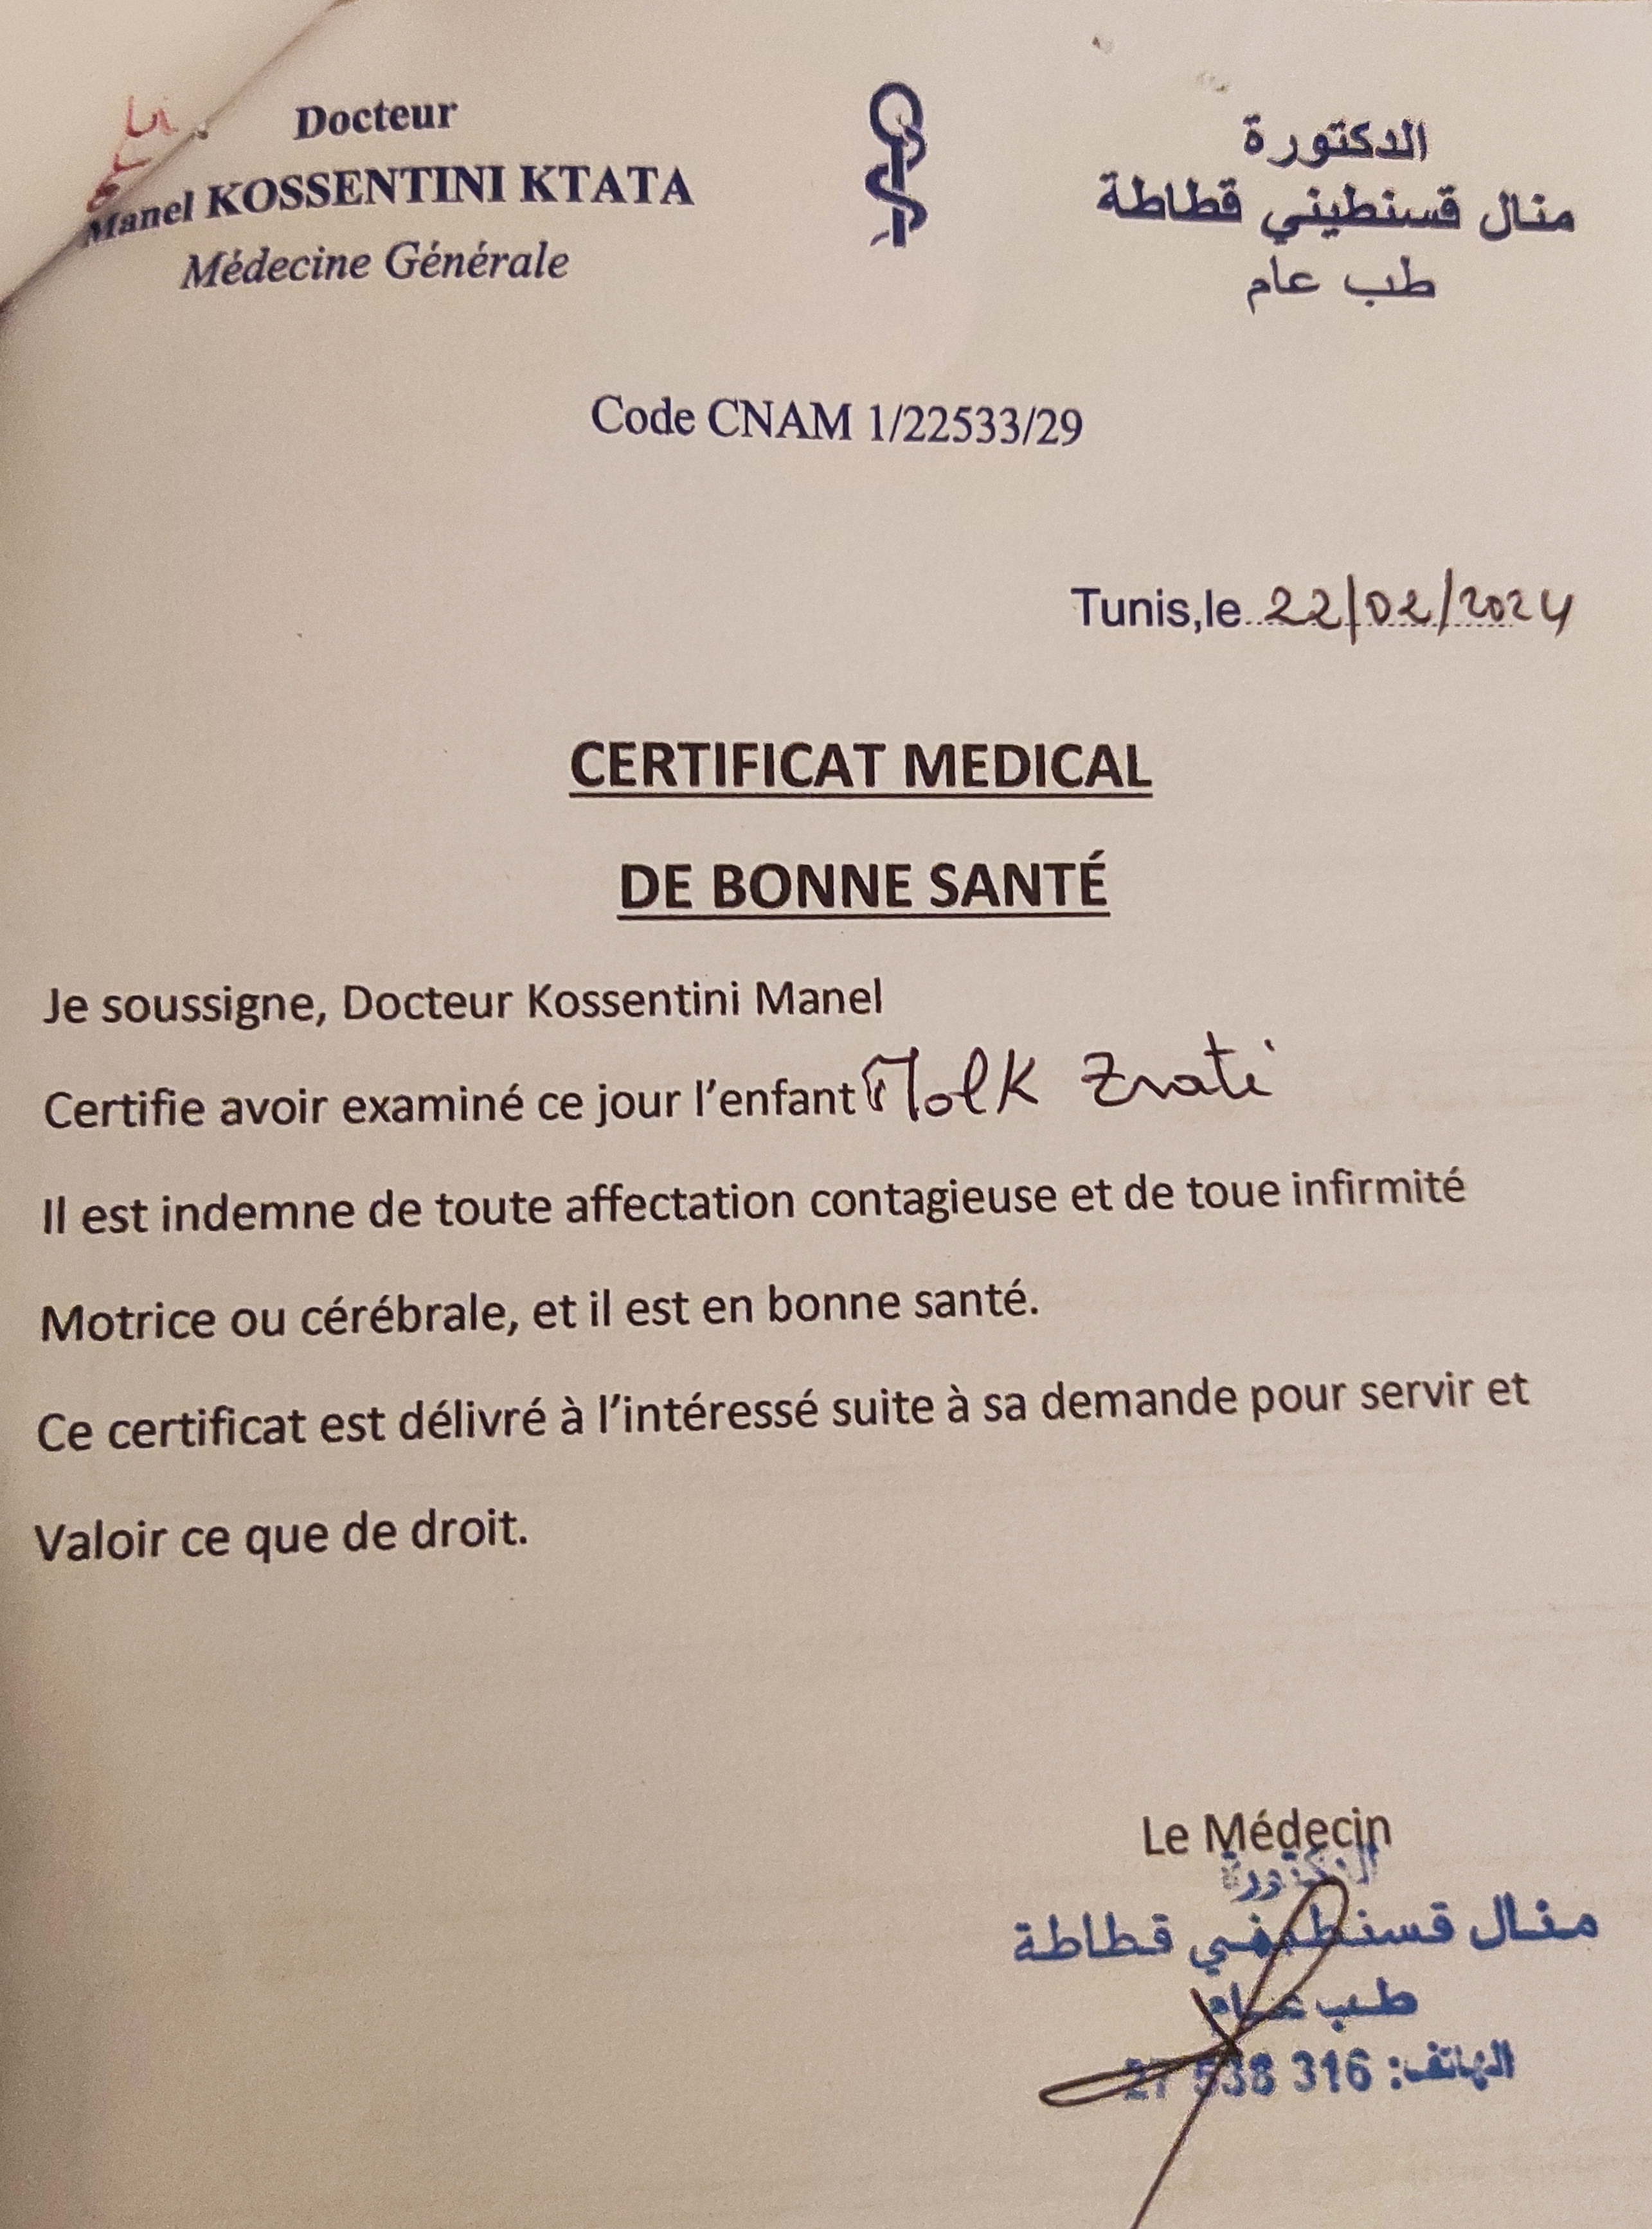 Docteur
Manel KOSSENTINI KTATA
Médecine Générale
الدكتورة
منال قسنطيني قطاطة
طب عام
Code CNAM 1/22533/29
Tunis,le 22/02/2024
CERTIFICAT MEDICAL
DE BONNE SANTÉ
Je soussigne, Docteur Kossentini Manel
Certifie avoir examiné ce jour l'enfant Molk Zrati
Il est indemne de toute affectation contagieuse et de toue infirmité
Motrice ou cérébrale, et il est en bonne santé.
Ce certificat est délivré à l'intéressé suite à sa demande pour servir et
Valoir ce que de droit.
Le Médecin
الدكتورة
منال قسنطيني قطاطة
طب عام
الهاتف: 27 538 316